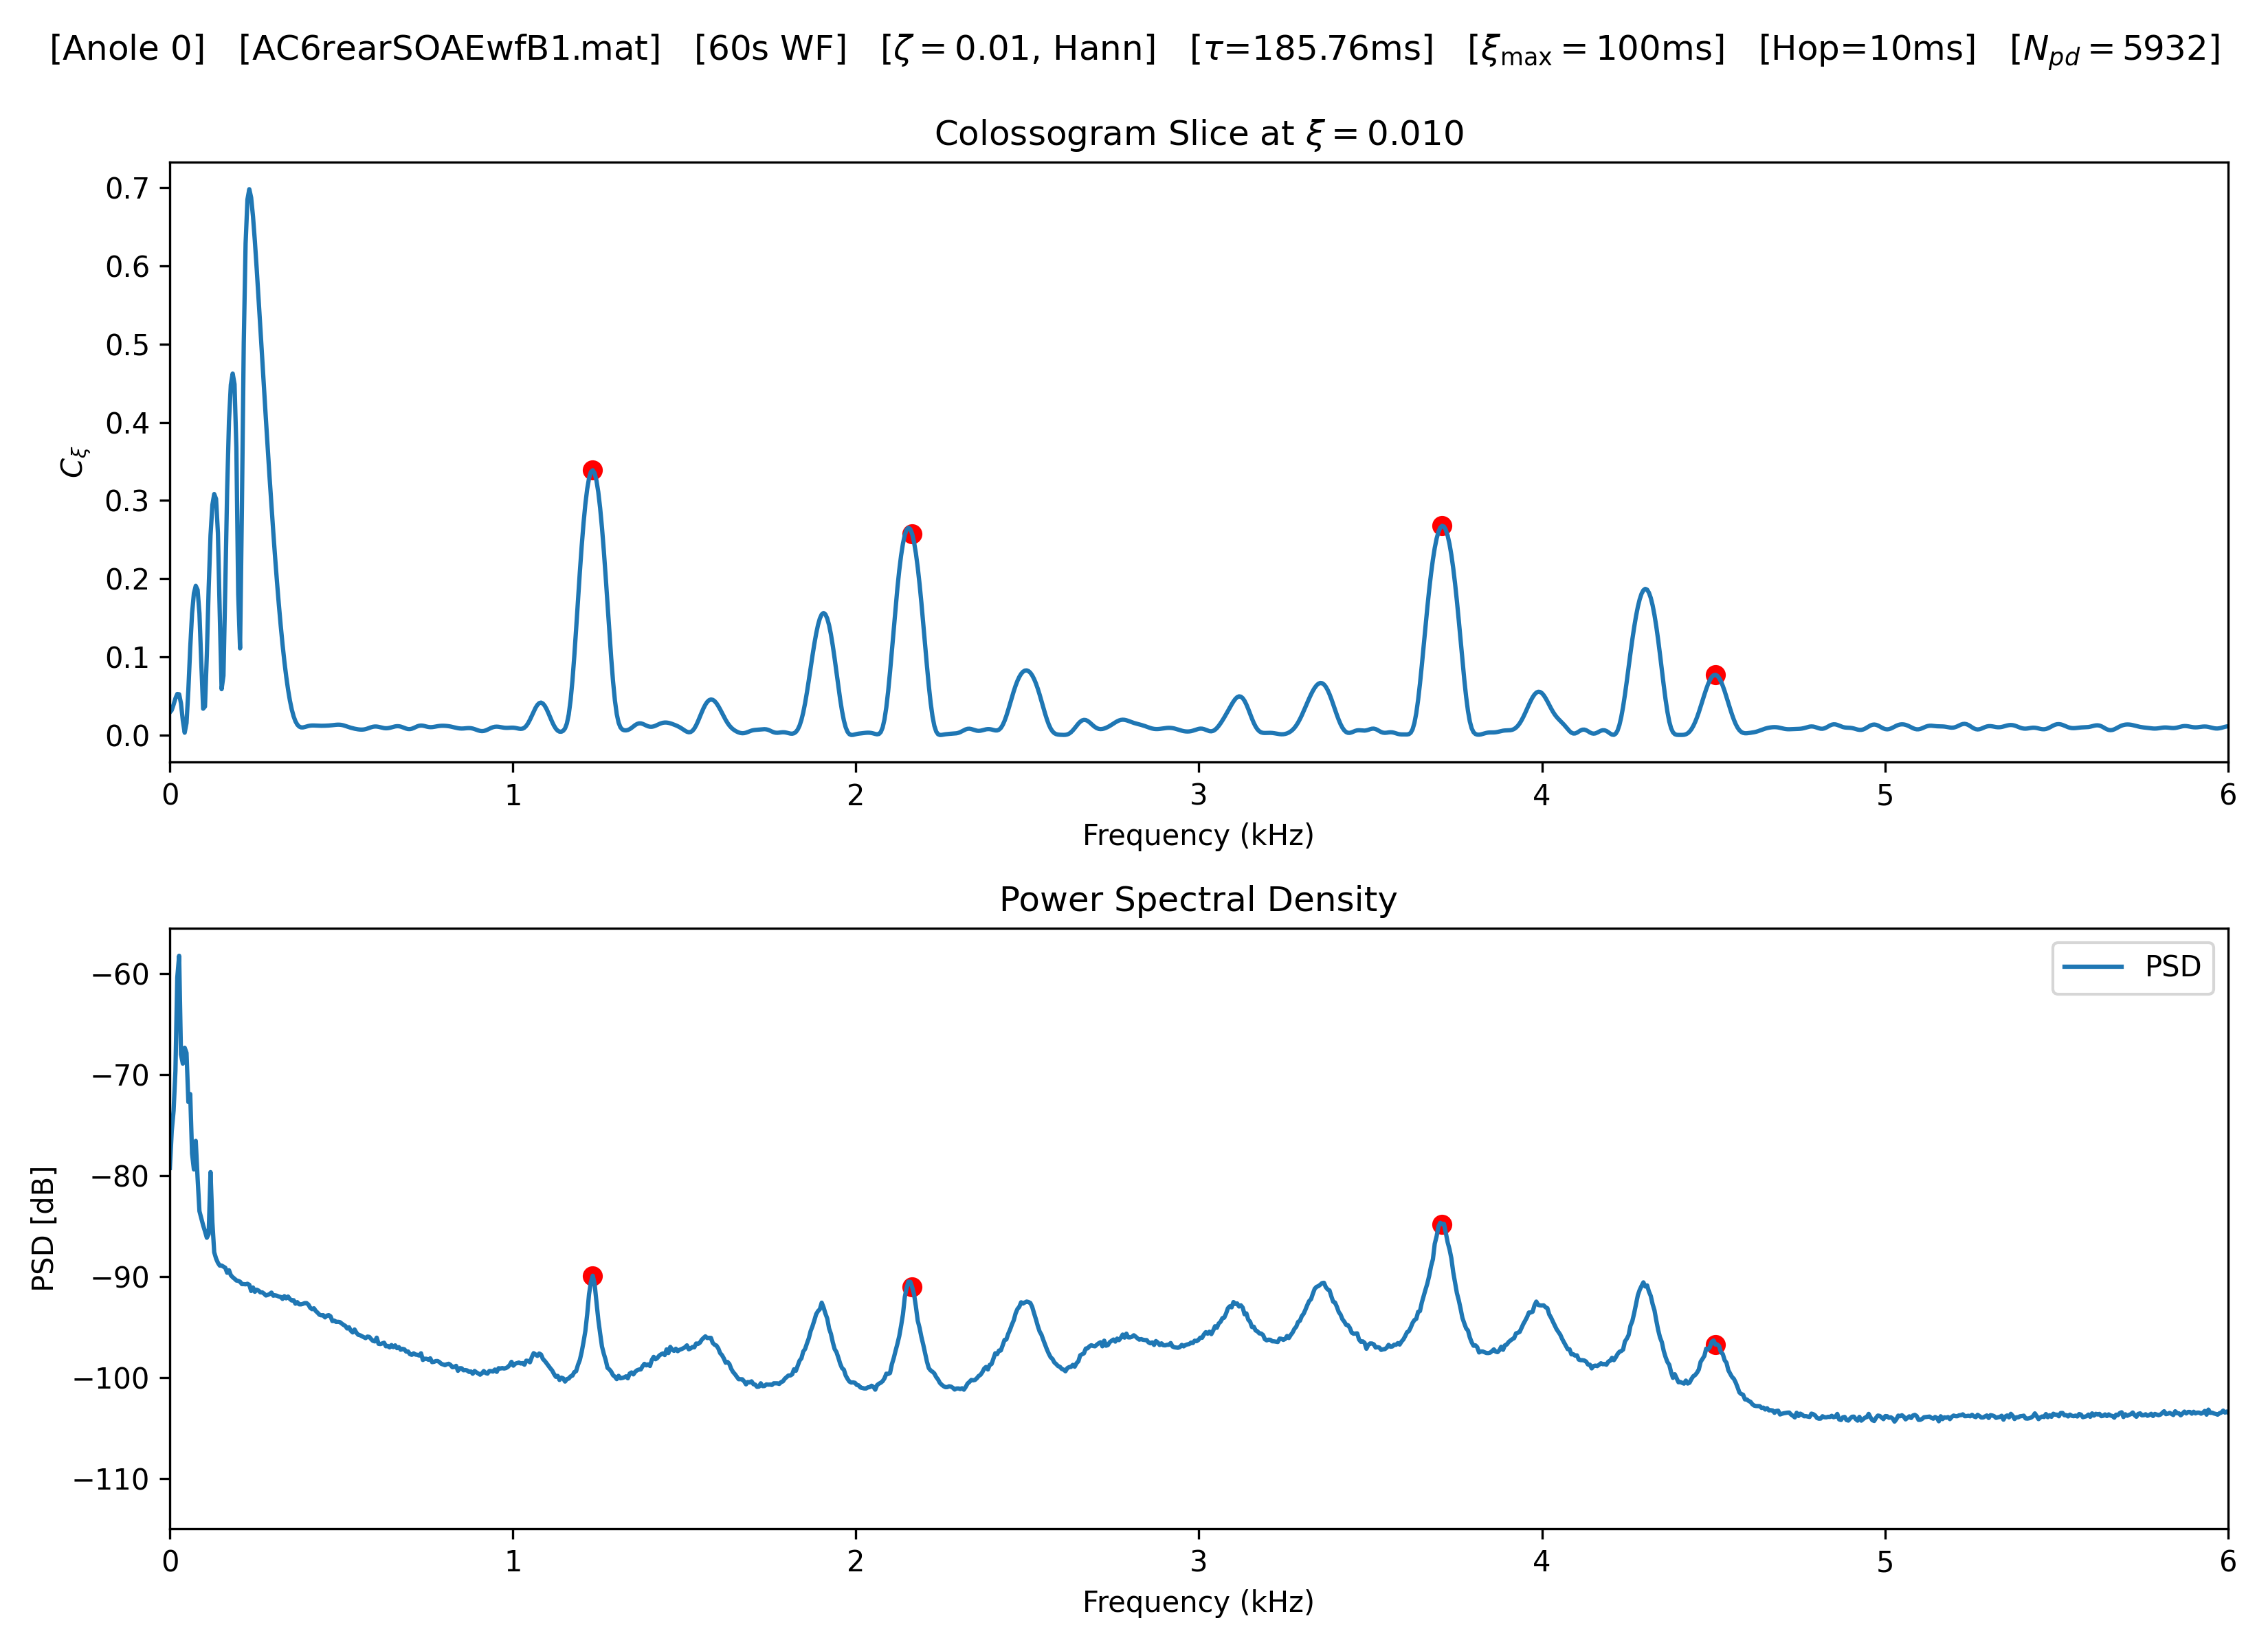 [Anole 0] [AC6rearSOAEwfB1.mat] [60s WF] [ζ = 0.01, Hann] [τ=185.76ms] [ξmax = 100ms] [Hop=10ms] [Npd = 5932]
Colossogram Slice at ξ = 0.010
0.7
0.6
0.5
0.4
0.3
0.2
0.1
0.0
Cξ
0 1 2 3 4 5 6
Frequency (kHz)
Power Spectral Density
PSD
−60
−70
−80
−90
−100
−110
PSD [dB]
0 1 2 3 4 5 6
Frequency (kHz)